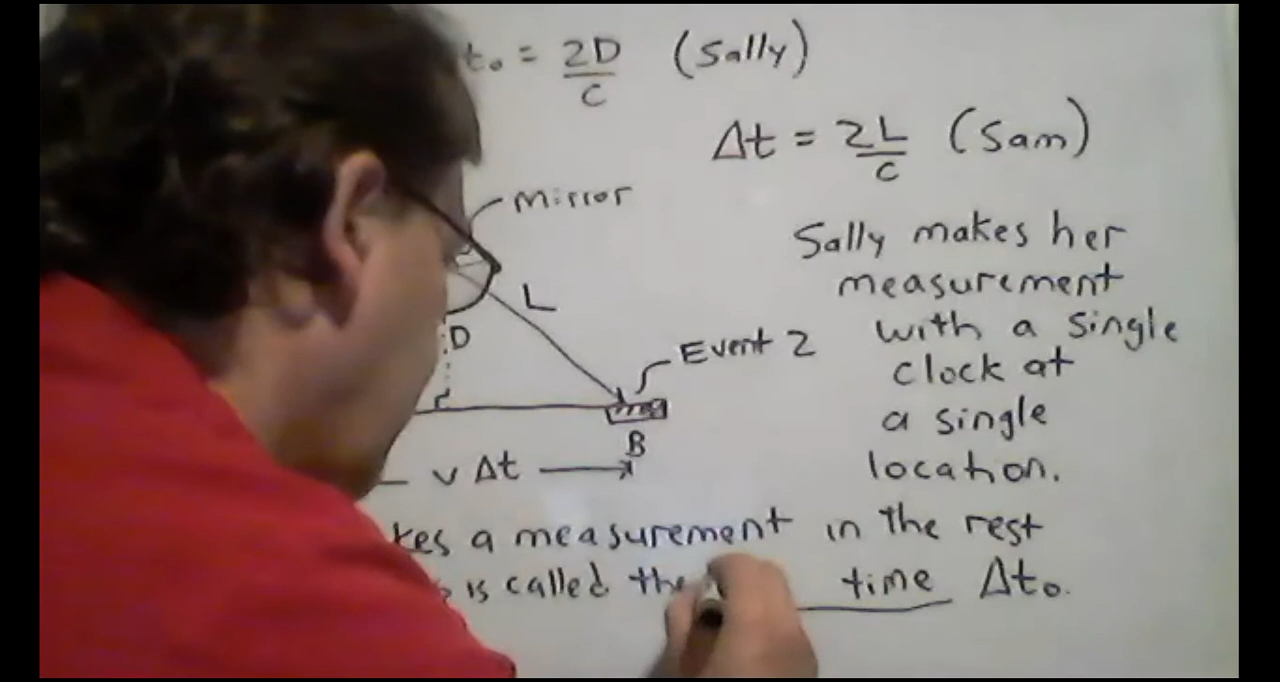 t₀ = 2D/C (Sally)
Δt = 2L/C (Sam)
Mirror
Sally makes her
measurement
L
with a single
D
Event 2
clock at
a single
B
location.
v Δt
kes a measurement in the rest
is called the time Δt₀.